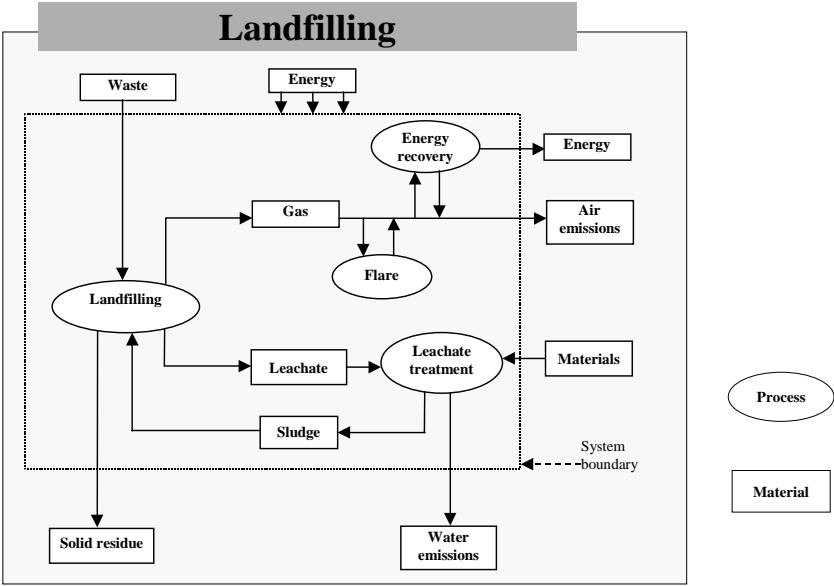 Landfilling
Waste
Energy
Energy
recovery
Energy
Gas
Air
emissions
Flare
Landfilling
Leachate
Leachate
treatment
Materials
Process
Sludge
System
boundary
Material
Solid residue
Water
emissions